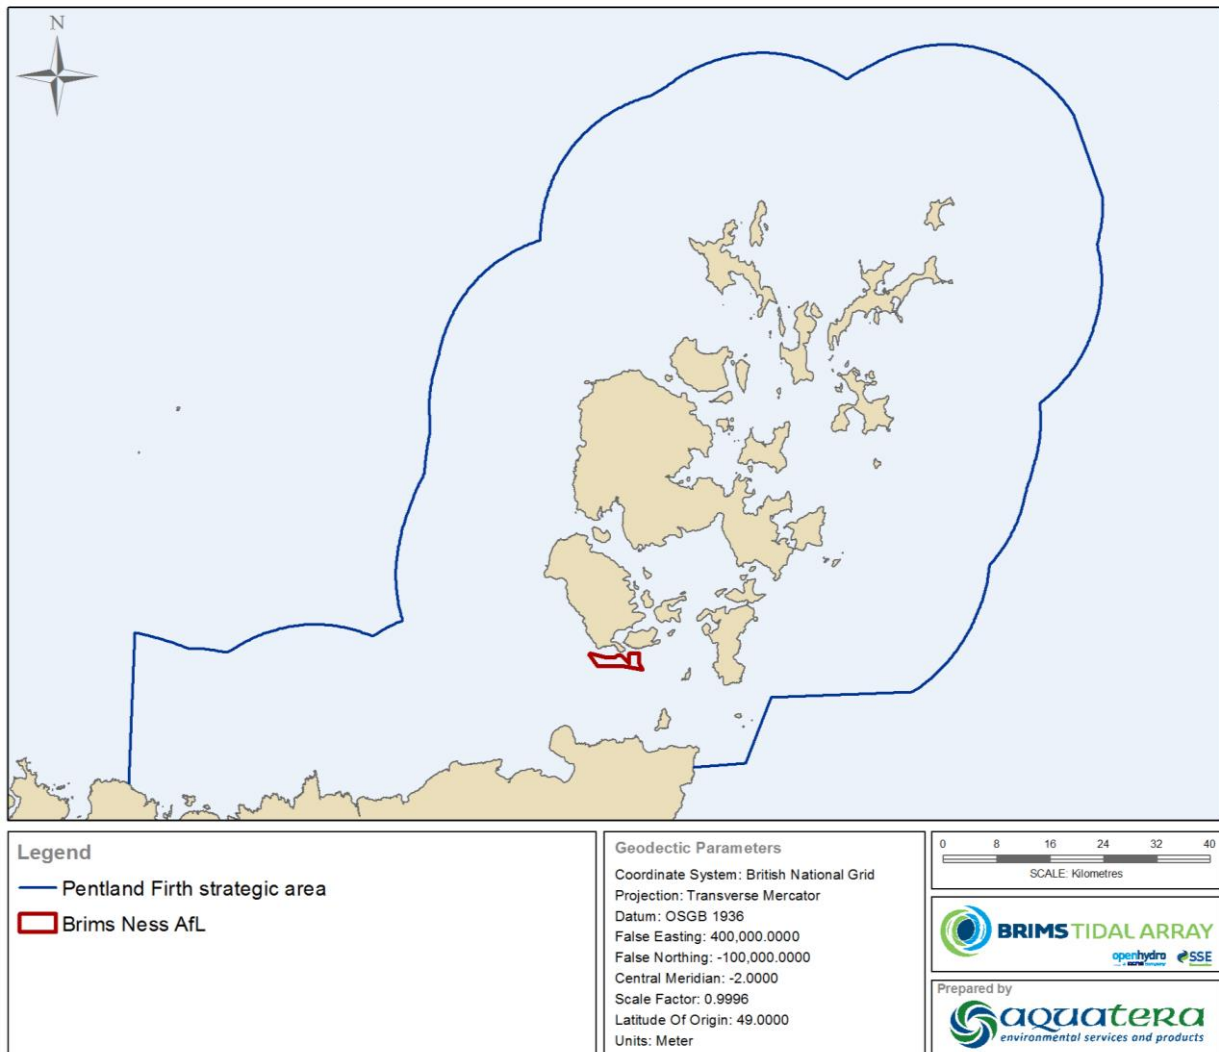 N
Legend
Pentland Firth strategic area
Brims Ness AfL
Geodectic Parameters
Coordinate System: British National Grid
Projection: Transverse Mercator
Datum: OSGB 1936
False Easting: 400,000.0000
False Northing: -100,000.0000
Central Meridian: -2.0000
Scale Factor: 0.9996
Latitude Of Origin: 49.0000
Units: Meter
0 8 16 24 32 40
SCALE: Kilometres
BRIMS TIDAL ARRAY
openhydro SSE
Prepared by
aquatera
environmental services and products